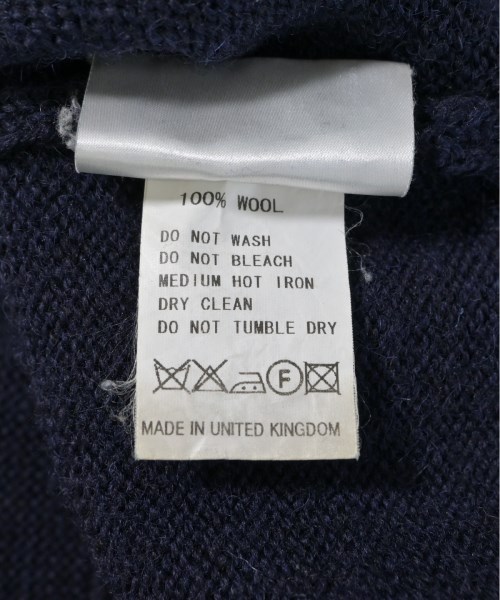 100% WOOL
DO NOT WASH
DO NOT BLEACH
MEDIUM HOT IRON
DRY CLEAN
DO NOT TUMBLE DRY
F
MADE IN UNITED KINGDOM